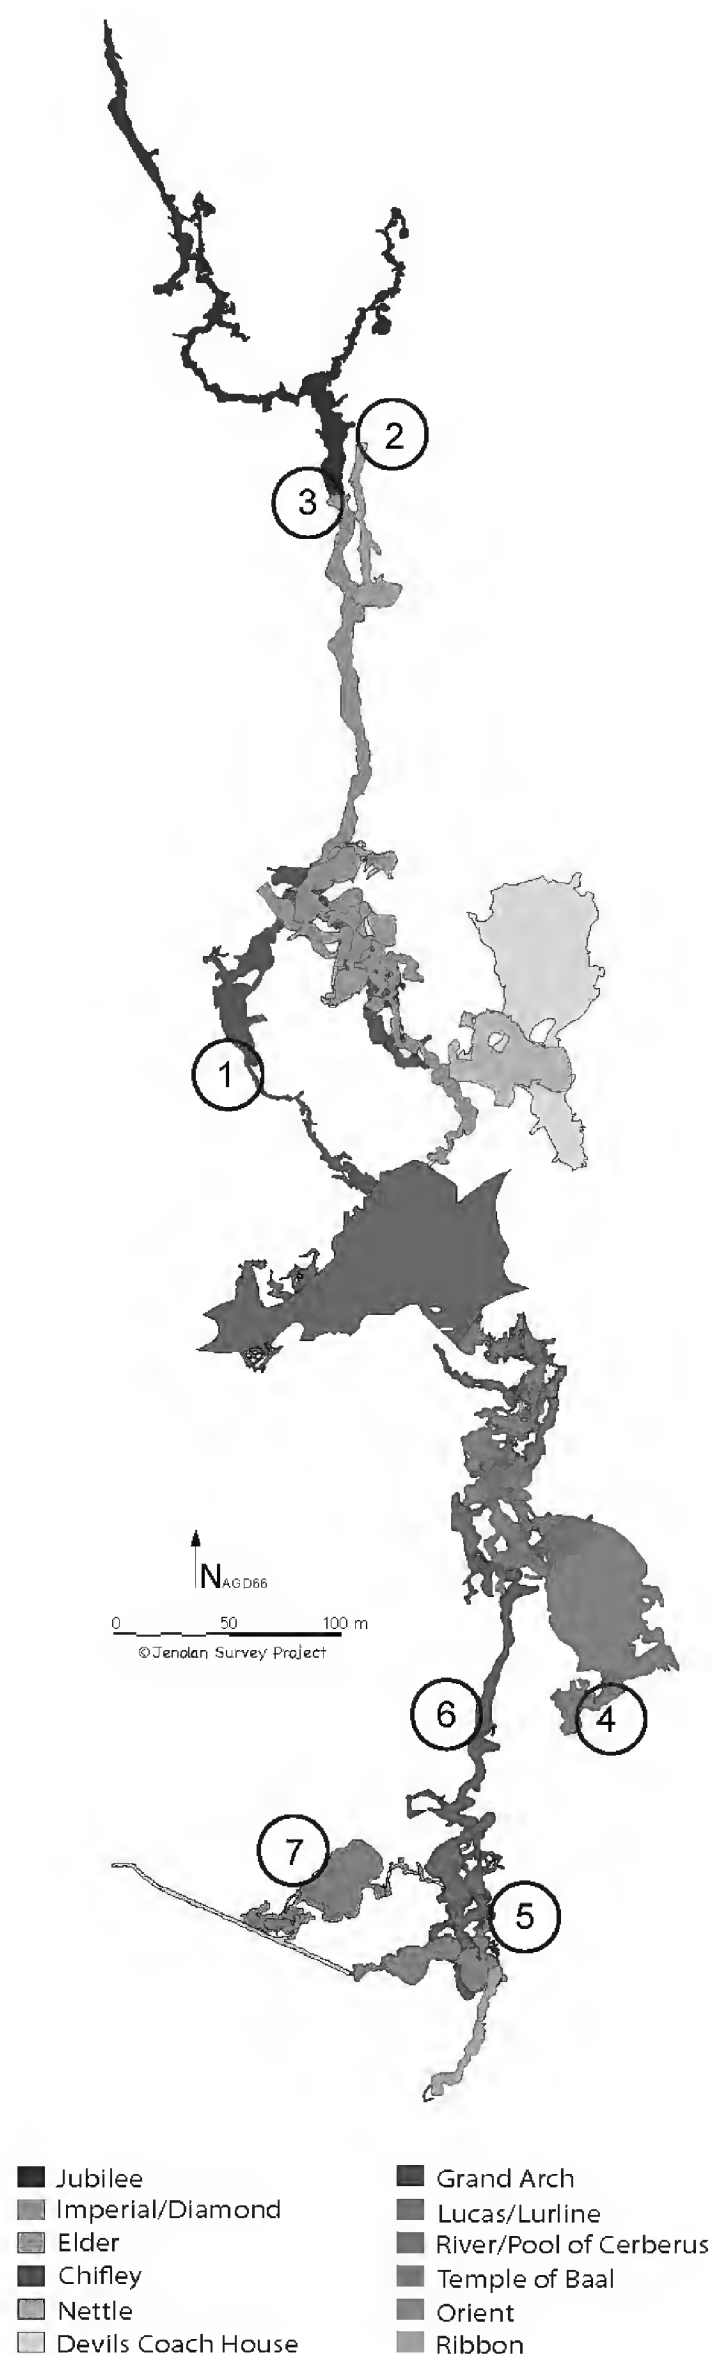 2
3
1
N AGD66
0 50 100 m
©Jenolan Survey Project
6
4
7
5
Jubilee
Imperial/Diamond
Elder
Chifley
Nettle
Devils Coach House
Grand Arch
Lucas/Lurline
River/Pool of Cerberus
Temple of Baal
Orient
Ribbon